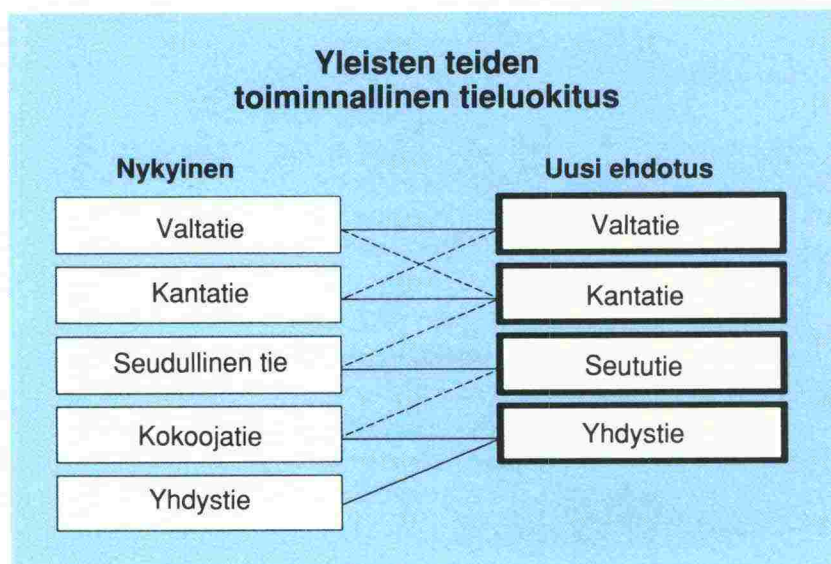 Yleisten teiden
toiminnallinen tieluokitus
Nykyinen
Uusi ehdotus
Valtatie
Valtatie
Kantatie
Kantatie
Seudullinen tie
Seututie
Kokoojatie
Yhdystie
Yhdystie